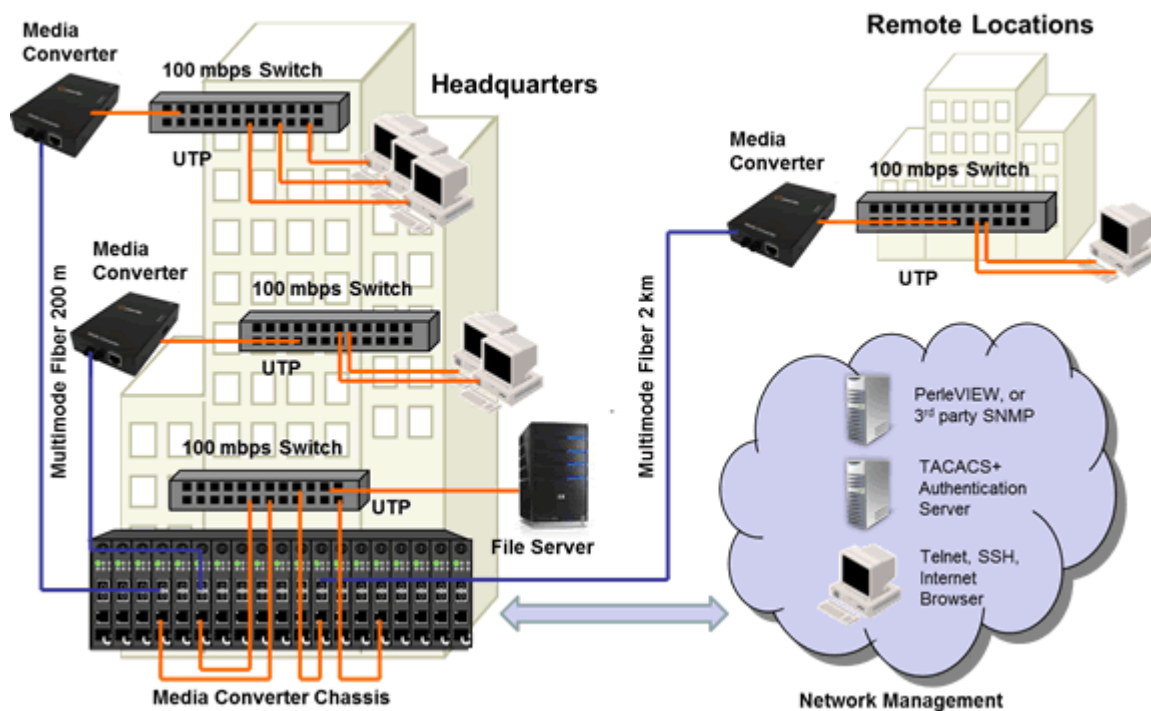 Media
Converter
100 mbps Switch
Headquarters
UTP
Media
Converter
100 mbps Switch
UTP
Multimode Fiber 200 m
100 mbps Switch
UTP
File Server
Media Converter Chassis
Remote Locations
Media
Converter
100 mbps Switch
UTP
Multimode Fiber 2 km
PerleVIEW, or
3rd party SNMP
TACACS+
Authentication
Server
Telnet, SSH,
Internet
Browser
Network Management